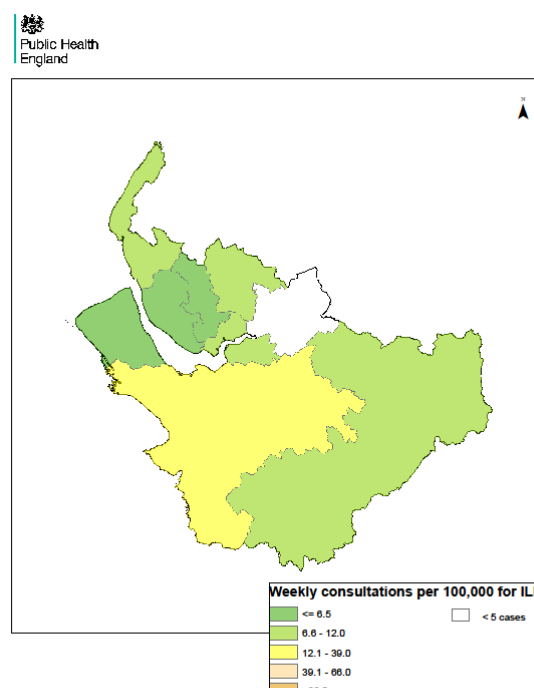 Public Health
England
Weekly consultations per 100,000 for
<= 6.5
< 5 cases
6.6 - 12.0
12.1 - 39.0
39.1 - 66.0